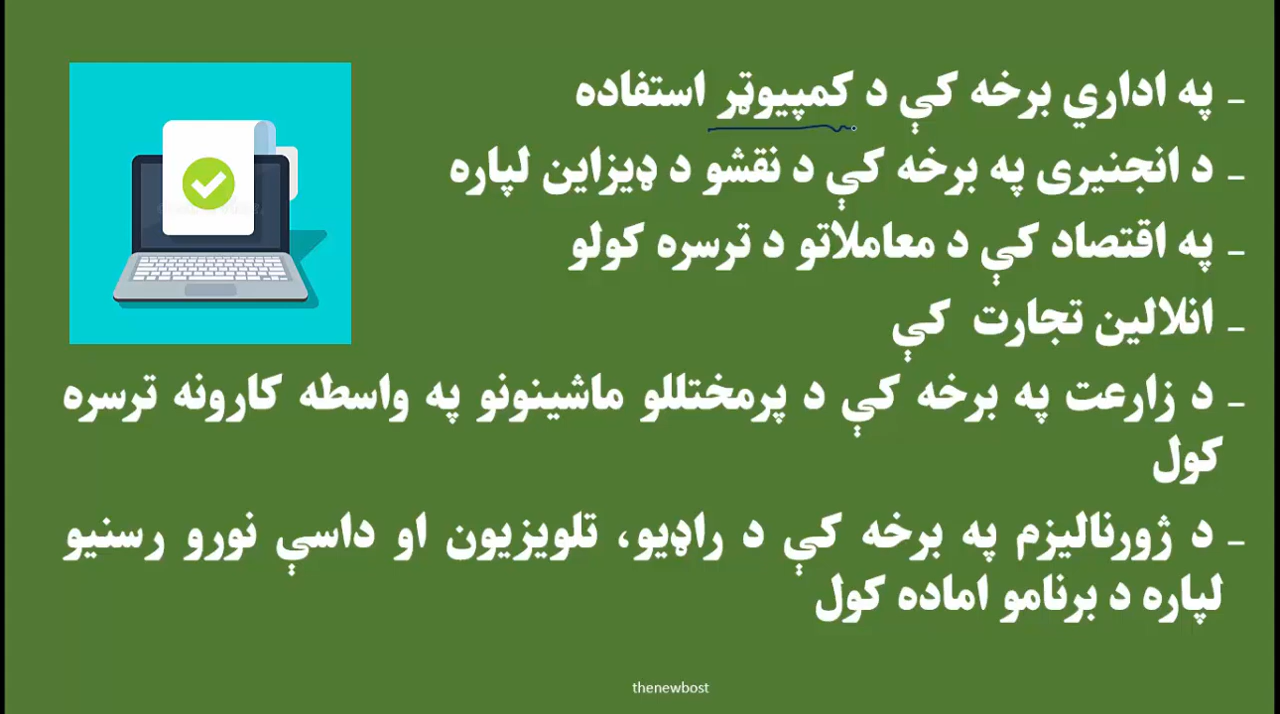 - په اداري برخه کې د کمپیوټر استفاده
- د انجنیری په برخه کې د نقشو د ډیزاین لپاره
- په اقتصاد کې د معاملاتو د ترسره کولو
- انلالین تجارت کې
- د زارعت په برخه کې د پرمختللو ماشینونو په واسطه کارونه ترسره
کول
- د ژورنالیزم په برخه کې د راډیو، تلویزیون او داسې نورو رسنیو
لپاره د برنامو اماده کول
thenewbost